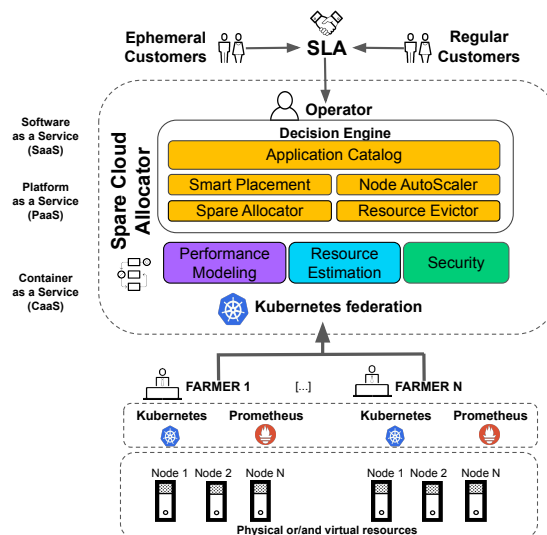 Ephemeral
Customers
SLA
Regular
Customers
Operator
Software
as a Service
(SaaS)
Platform
as a Service
(PaaS)
Container
as a Service
(CaaS)
Spare Cloud
Allocator
Decision Engine
Application Catalog
Smart Placement
Node AutoScaler
Spare Allocator
Resource Evictor
Performance
Modeling
Resource
Estimation
Security
Kubernetes federation
FARMER 1
[...]
FARMER N
Kubernetes
Prometheus
Kubernetes
Prometheus
Node 1
Node 2
Node N
Node 1
Node 2
Node N
Physical or/and virtual resources